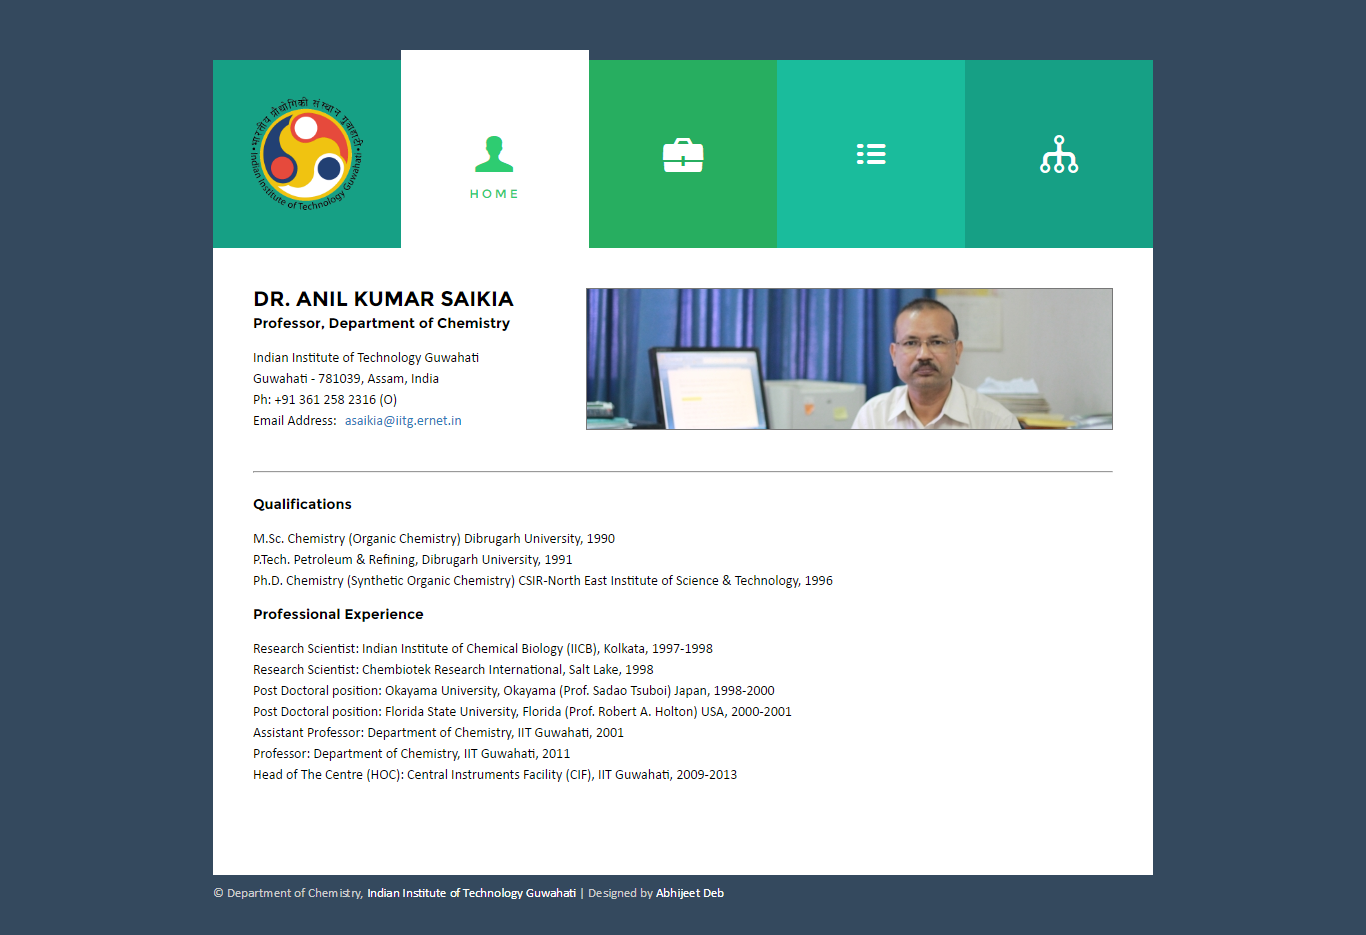 भारतीय प्रौद्योगिकी संस्थान गुवाहाटी
Indian Institute of Technology Guwahati
HOME
DR. ANIL KUMAR SAIKIA
Professor, Department of Chemistry
Indian Institute of Technology Guwahati
Guwahati - 781039, Assam, India
Ph: +91 361 258 2316 (O)
Email Address: asaikia@iitg.ernet.in
Qualifications
M.Sc. Chemistry (Organic Chemistry) Dibrugarh University, 1990
P.Tech. Petroleum & Refining, Dibrugarh University, 1991
Ph.D. Chemistry (Synthetic Organic Chemistry) CSIR-North East Institute of Science & Technology, 1996
Professional Experience
Research Scientist: Indian Institute of Chemical Biology (IICB), Kolkata, 1997-1998
Research Scientist: Chembiotek Research International, Salt Lake, 1998
Post Doctoral position: Okayama University, Okayama (Prof. Sadao Tsuboi) Japan, 1998-2000
Post Doctoral position: Florida State University, Florida (Prof. Robert A. Holton) USA, 2000-2001
Assistant Professor: Department of Chemistry, IIT Guwahati, 2001
Professor: Department of Chemistry, IIT Guwahati, 2011
Head of The Centre (HOC): Central Instruments Facility (CIF), IIT Guwahati, 2009-2013
© Department of Chemistry, Indian Institute of Technology Guwahati | Designed by Abhijeet Deb